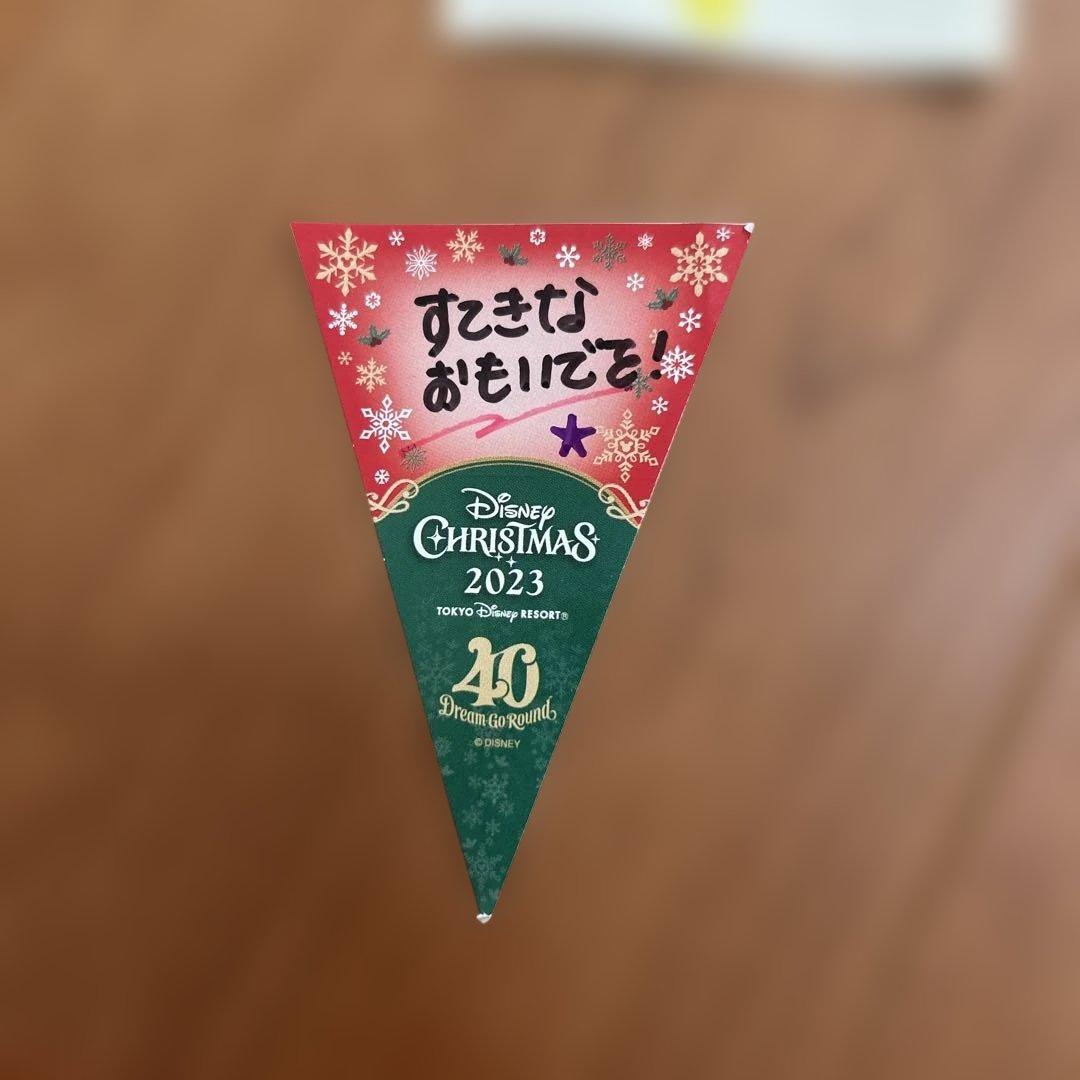 すてきな
おもいでを!
Disney
CHRISTMAS
2023
TOKYO Disney RESORT®
40
Dream Go Round
© DISNEY